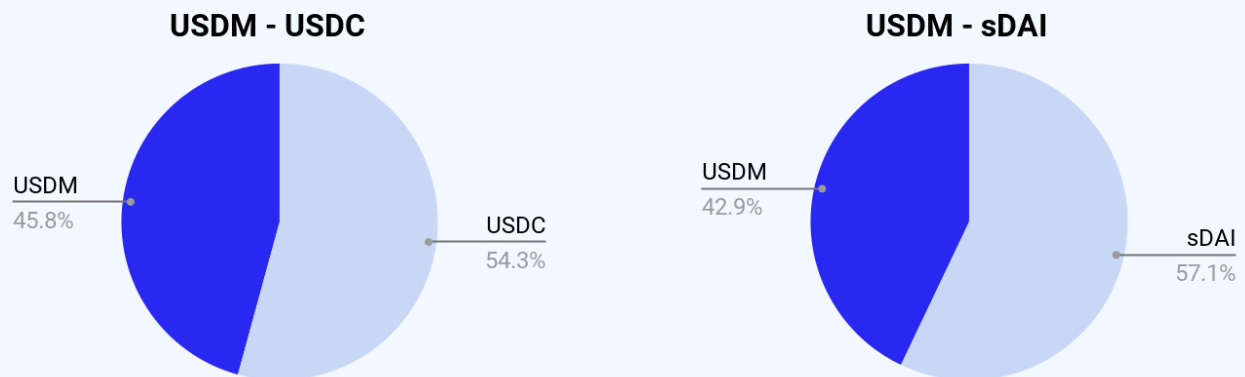 USDM - USDC
USDM
45.8%
USDC
54.3%
USDM - sDAI
USDM
42.9%
sDAI
57.1%